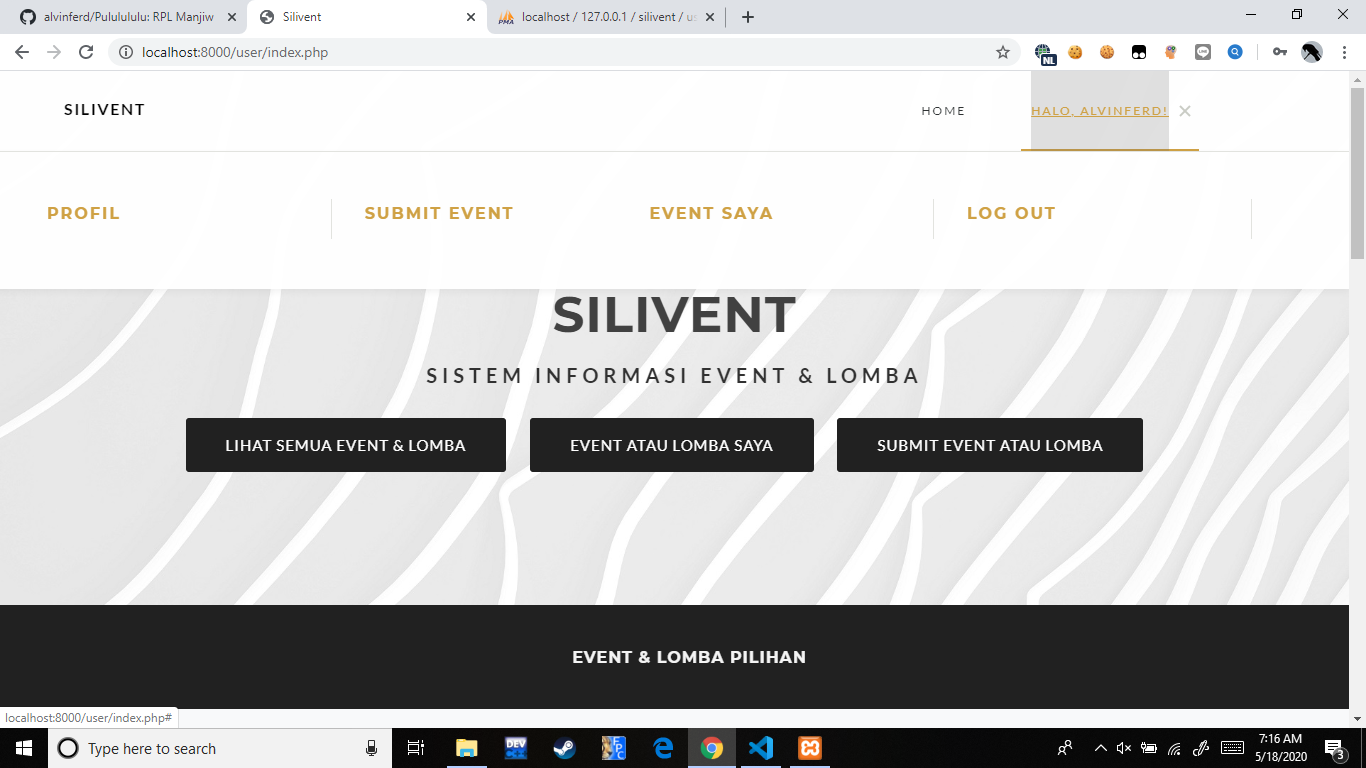 alvinferd/Pululululu: RPL Manjiw
Silivent
localhost / 127.0.0.1 / silivent / us
localhost:8000/user/index.php
NL
SILIVENT
HOME
HALO, ALVINFERD!
PROFIL
SUBMIT EVENT
EVENT SAYA
LOG OUT
SILIVENT
SISTEM INFORMASI EVENT & LOMBA
LIHAT SEMUA EVENT & LOMBA
EVENT ATAU LOMBA SAYA
SUBMIT EVENT ATAU LOMBA
EVENT & LOMBA PILIHAN
localhost:8000/user/index.php#
Type here to search
DEV
FPC
7:16 AM
5/18/2020
3